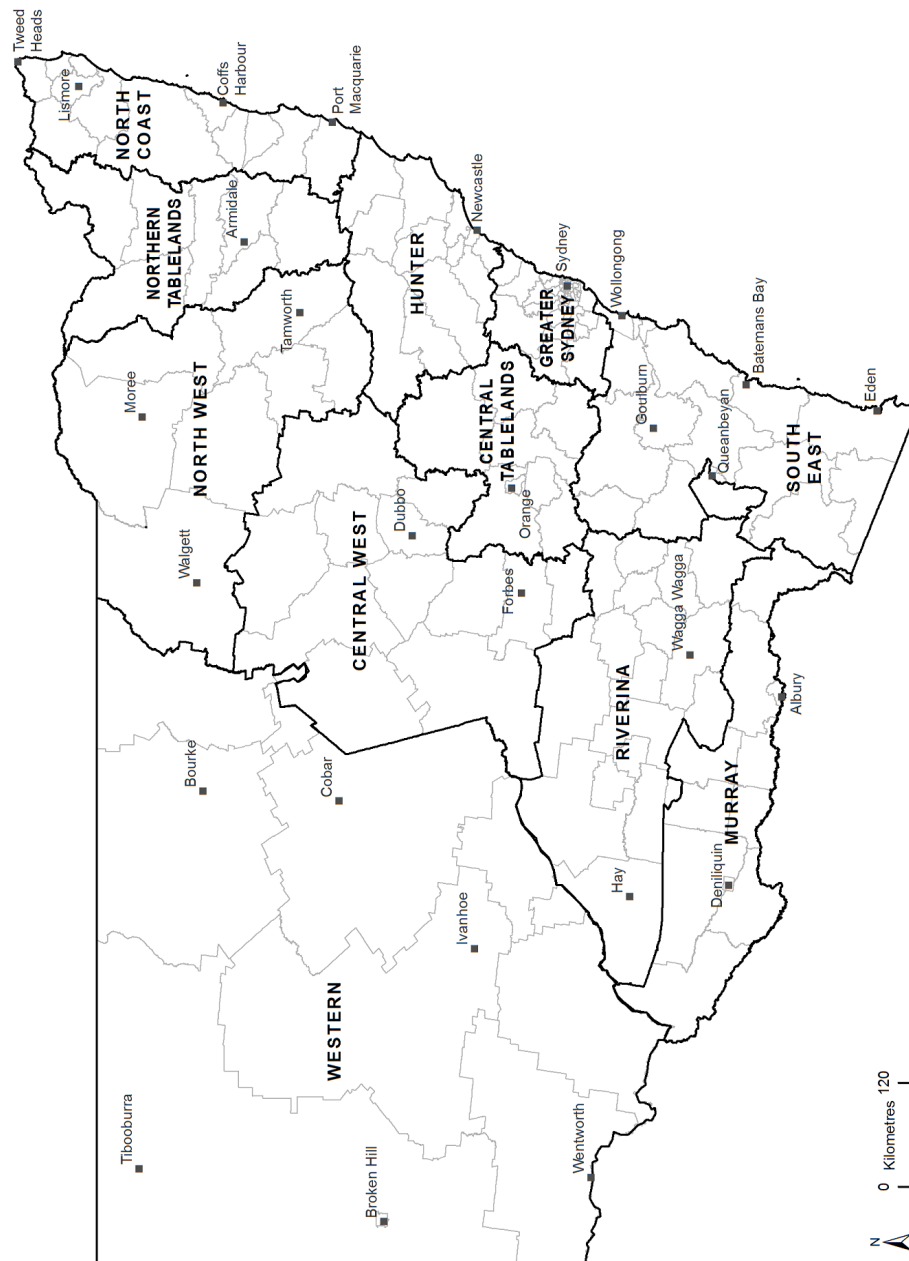 Tweed
Heads
Lismore
NORTH
COAST
Coffs
Harbour
Port
Macquarie
NORTHERN
TABLELANDS
Armidale
Moree
NORTH WEST
Tamworth
HUNTER
Newcastle
Walgett
CENTRAL WEST
Dubbo
CENTRAL
TABLELANDS
Orange
GREATER
SYDNEY
Sydney
Wollongong
Forbes
Goulburn
Queanbeyan
Batemans Bay
SOUTH
EAST
Eden
Bourke
Cobar
RIVERINA
Wagga Wagga
Albury
MURRAY
Hay
Deniliquin
Ivanhoe
WESTERN
Tibooburra
Broken Hill
Wentworth
N
0 Kilometres 120